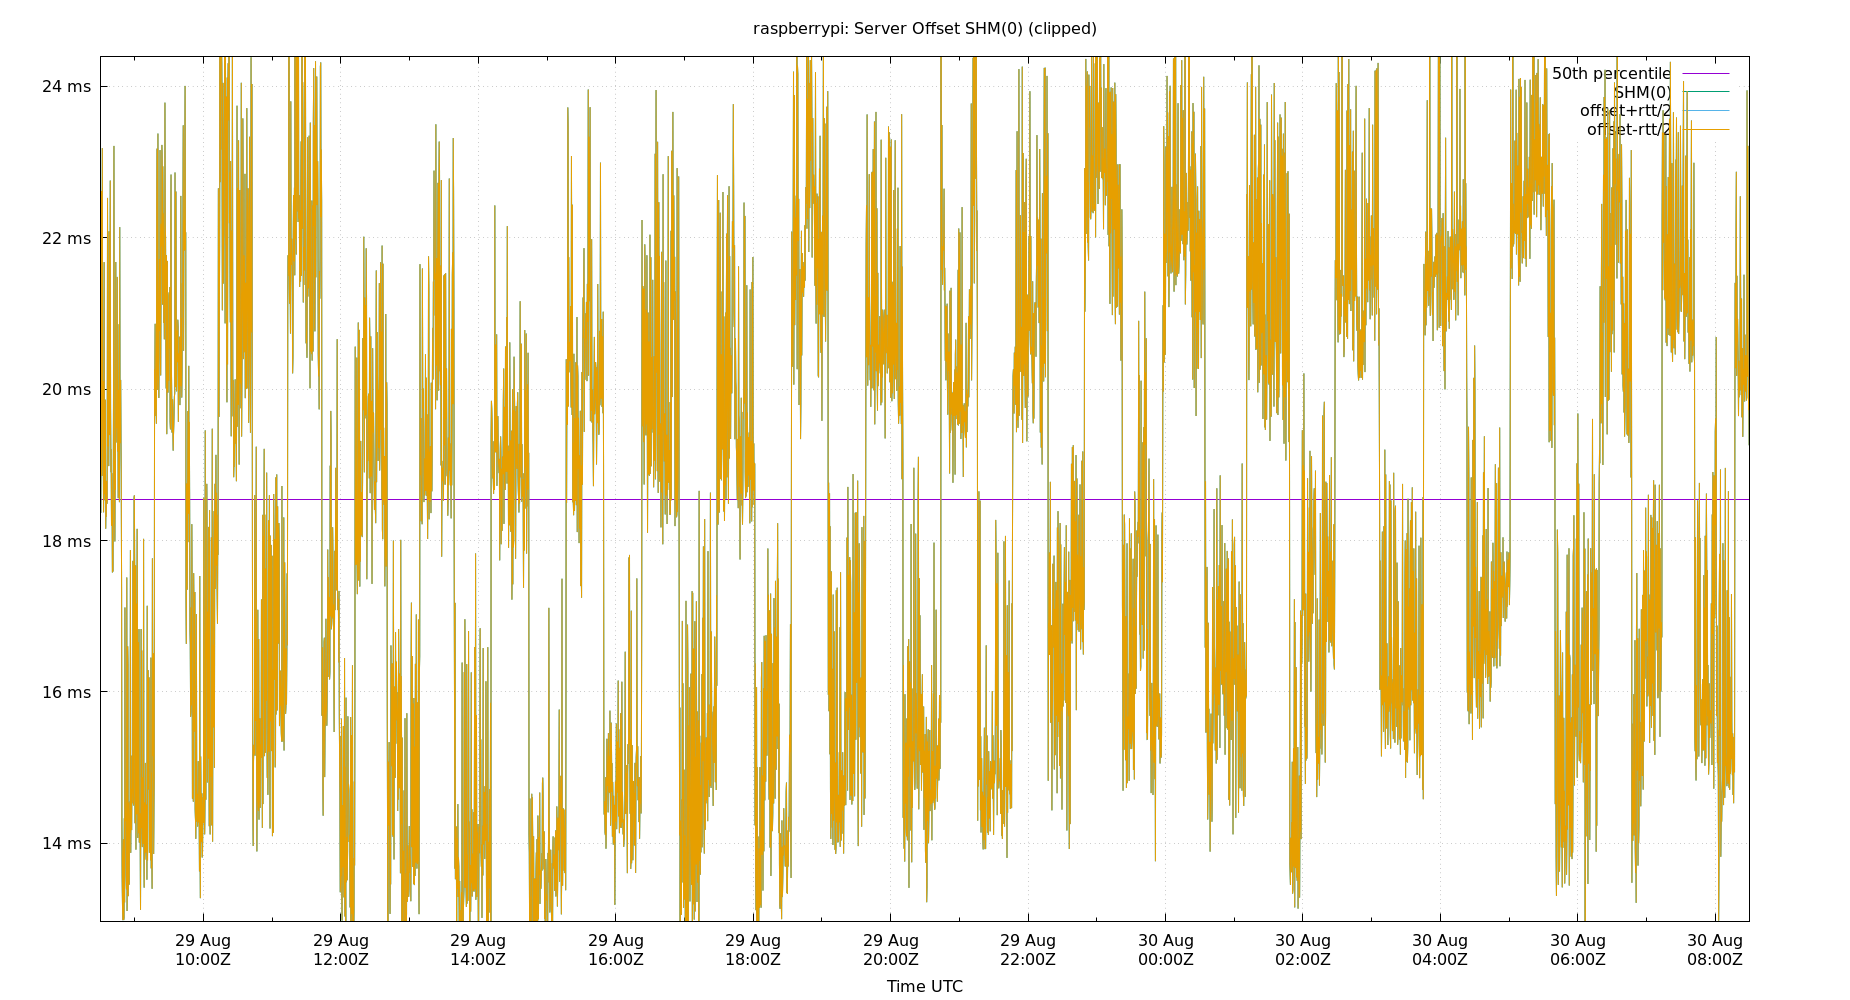 raspberrypi: Server Offset SHM(0) (clipped)
50th percentile
SHM(0)
offset+rtt/2
offset-rtt/2
24 ms
22 ms
20 ms
18 ms
16 ms
14 ms
29 Aug 29 Aug 29 Aug 29 Aug 29 Aug 29 Aug 29 Aug 30 Aug 30 Aug 30 Aug 30 Aug 30 Aug
10:00Z 12:00Z 14:00Z 16:00Z 18:00Z 20:00Z 22:00Z 00:00Z 02:00Z 04:00Z 06:00Z 08:00Z
Time UTC